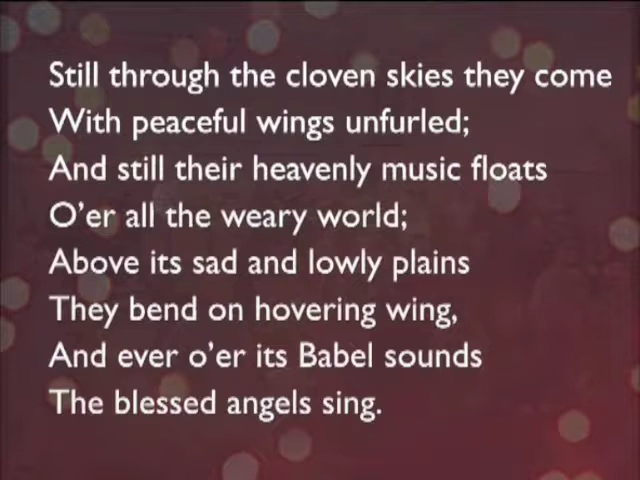 Still through the cloven skies they come
With peaceful wings unfurled;
And still their heavenly music floats
O’er all the weary world;
Above its sad and lowly plains
They bend on hovering wing,
And ever o’er its Babel sounds
The blessed angels sing.